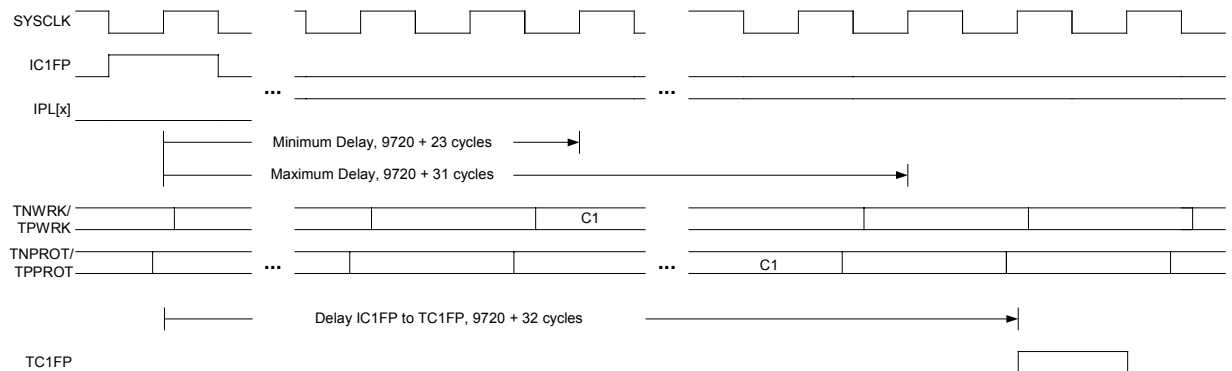 SYSCLK
IC1FP
...
...
IPL[x]
Minimum Delay, 9720 + 23 cycles
Maximum Delay, 9720 + 31 cycles
TNWRK/
TPWRK
C1
TNPROT/
TPPROT
...
...
C1
Delay IC1FP to TC1FP, 9720 + 32 cycles
TC1FP